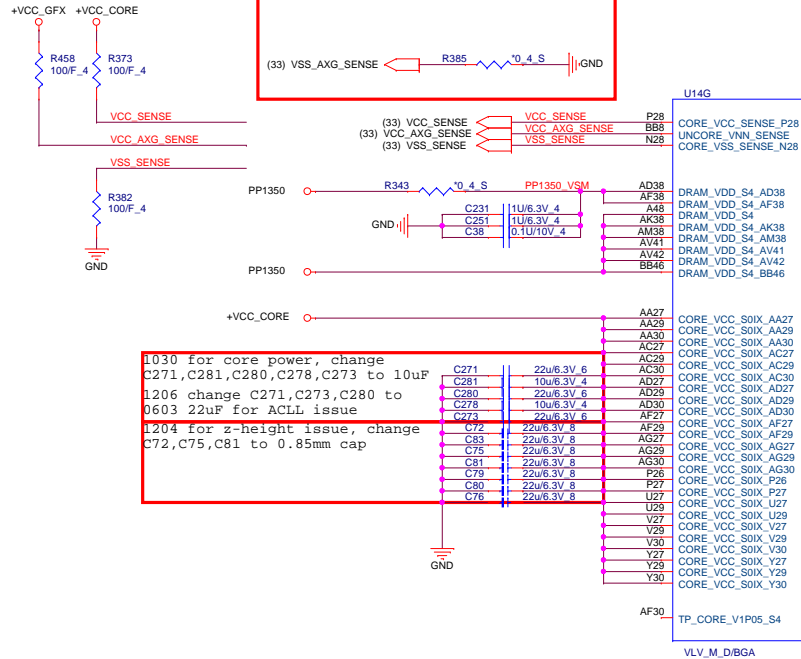 +VCC_GFX +VCC_CORE
R458 100/F_4
R373 100/F_4
VCC_SENSE
VCC_AXG_SENSE
VSS_SENSE
R382 100/F_4
GND
(33) VSS_AXG_SENSE R385 *0_4_S GND
U14G
(33) VCC_SENSE VCC_SENSE P28 CORE_VCC_SENSE_P28
(33) VCC_AXG_SENSE VCC_AXG_SENSE BB8 UNCORE_VNN_SENSE
(33) VSS_SENSE VSS_SENSE N28 CORE_VSS_SENSE_N28
PP1350 R343 *0_4_S PP1350_VSM AD38 DRAM_VDD_S4_AD38
AF38 DRAM_VDD_S4_AF38
C231 1U/6.3V_4 A48 DRAM_VDD_S4
GND C251 1U/6.3V_4 AK38 DRAM_VDD_S4_AK38
C38 0.1U/10V_4 AM38 DRAM_VDD_S4_AM38
AV41 DRAM_VDD_S4_AV41
AV42 DRAM_VDD_S4_AV42
PP1350 BB46 DRAM_VDD_S4_BB46
+VCC_CORE AA27 CORE_VCC_S0IX_AA27
AA29 CORE_VCC_S0IX_AA29
AA30 CORE_VCC_S0IX_AA30
AC27 CORE_VCC_S0IX_AC27
AC29 CORE_VCC_S0IX_AC29
AC30 CORE_VCC_S0IX_AC30
AD27 CORE_VCC_S0IX_AD27
AD29 CORE_VCC_S0IX_AD29
AD30 CORE_VCC_S0IX_AD30
AF27 CORE_VCC_S0IX_AF27
AF29 CORE_VCC_S0IX_AF29
AG27 CORE_VCC_S0IX_AG27
AG29 CORE_VCC_S0IX_AG29
AG30 CORE_VCC_S0IX_AG30
P26 CORE_VCC_S0IX_P26
P27 CORE_VCC_S0IX_P27
U27 CORE_VCC_S0IX_U27
U29 CORE_VCC_S0IX_U29
V27 CORE_VCC_S0IX_V27
V29 CORE_VCC_S0IX_V29
V30 CORE_VCC_S0IX_V30
Y27 CORE_VCC_S0IX_Y27
Y29 CORE_VCC_S0IX_Y29
Y30 CORE_VCC_S0IX_Y30
1030 for core power, change
C271,C281,C280,C278,C273 to 10uF
1206 change C271,C273,C280 to
0603 22uF for ACLL issue
1204 for z-height issue, change
C72,C75,C81 to 0.85mm cap
C271 22u/6.3V_6
C281 10u/6.3V_4
C280 22u/6.3V_6
C278 10u/6.3V_4
C273 22u/6.3V_6
C72 22u/6.3V_8
C83 22u/6.3V_8
C75 22u/6.3V_8
C81 22u/6.3V_8
C79 22u/6.3V_8
C80 22u/6.3V_8
C76 22u/6.3V_8
GND
AF30 TP_CORE_V1P05_S4
VLV_M_D/BGA